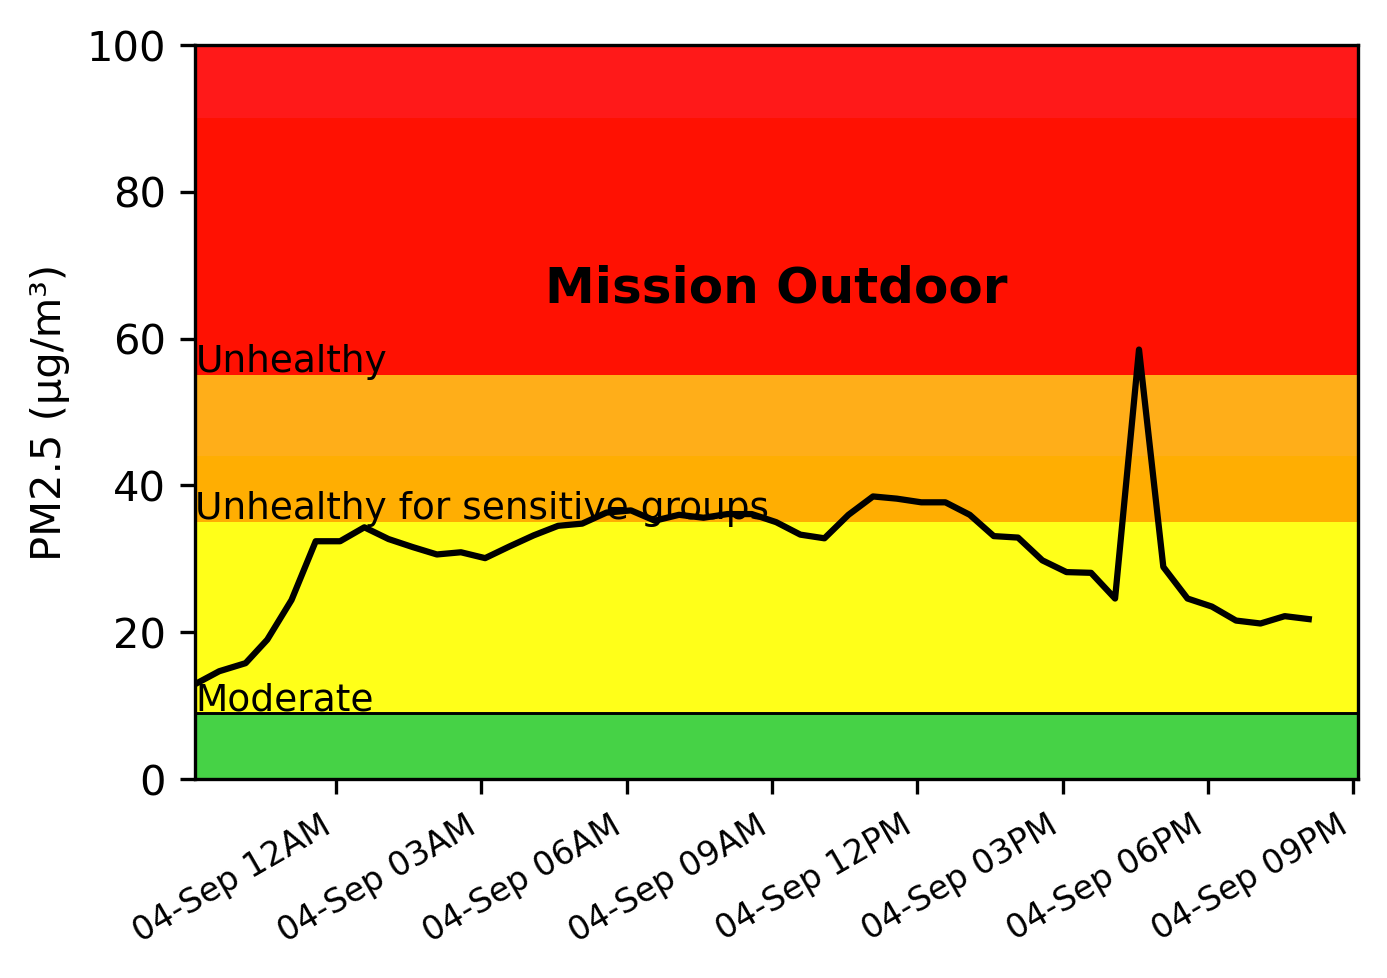 100
80
60
40
20
0
PM2.5 (µg/m³)
Mission Outdoor
Unhealthy
Unhealthy for sensitive groups
Moderate
04-Sep 12AM
04-Sep 03AM
04-Sep 06AM
04-Sep 09AM
04-Sep 12PM
04-Sep 03PM
04-Sep 06PM
04-Sep 09PM